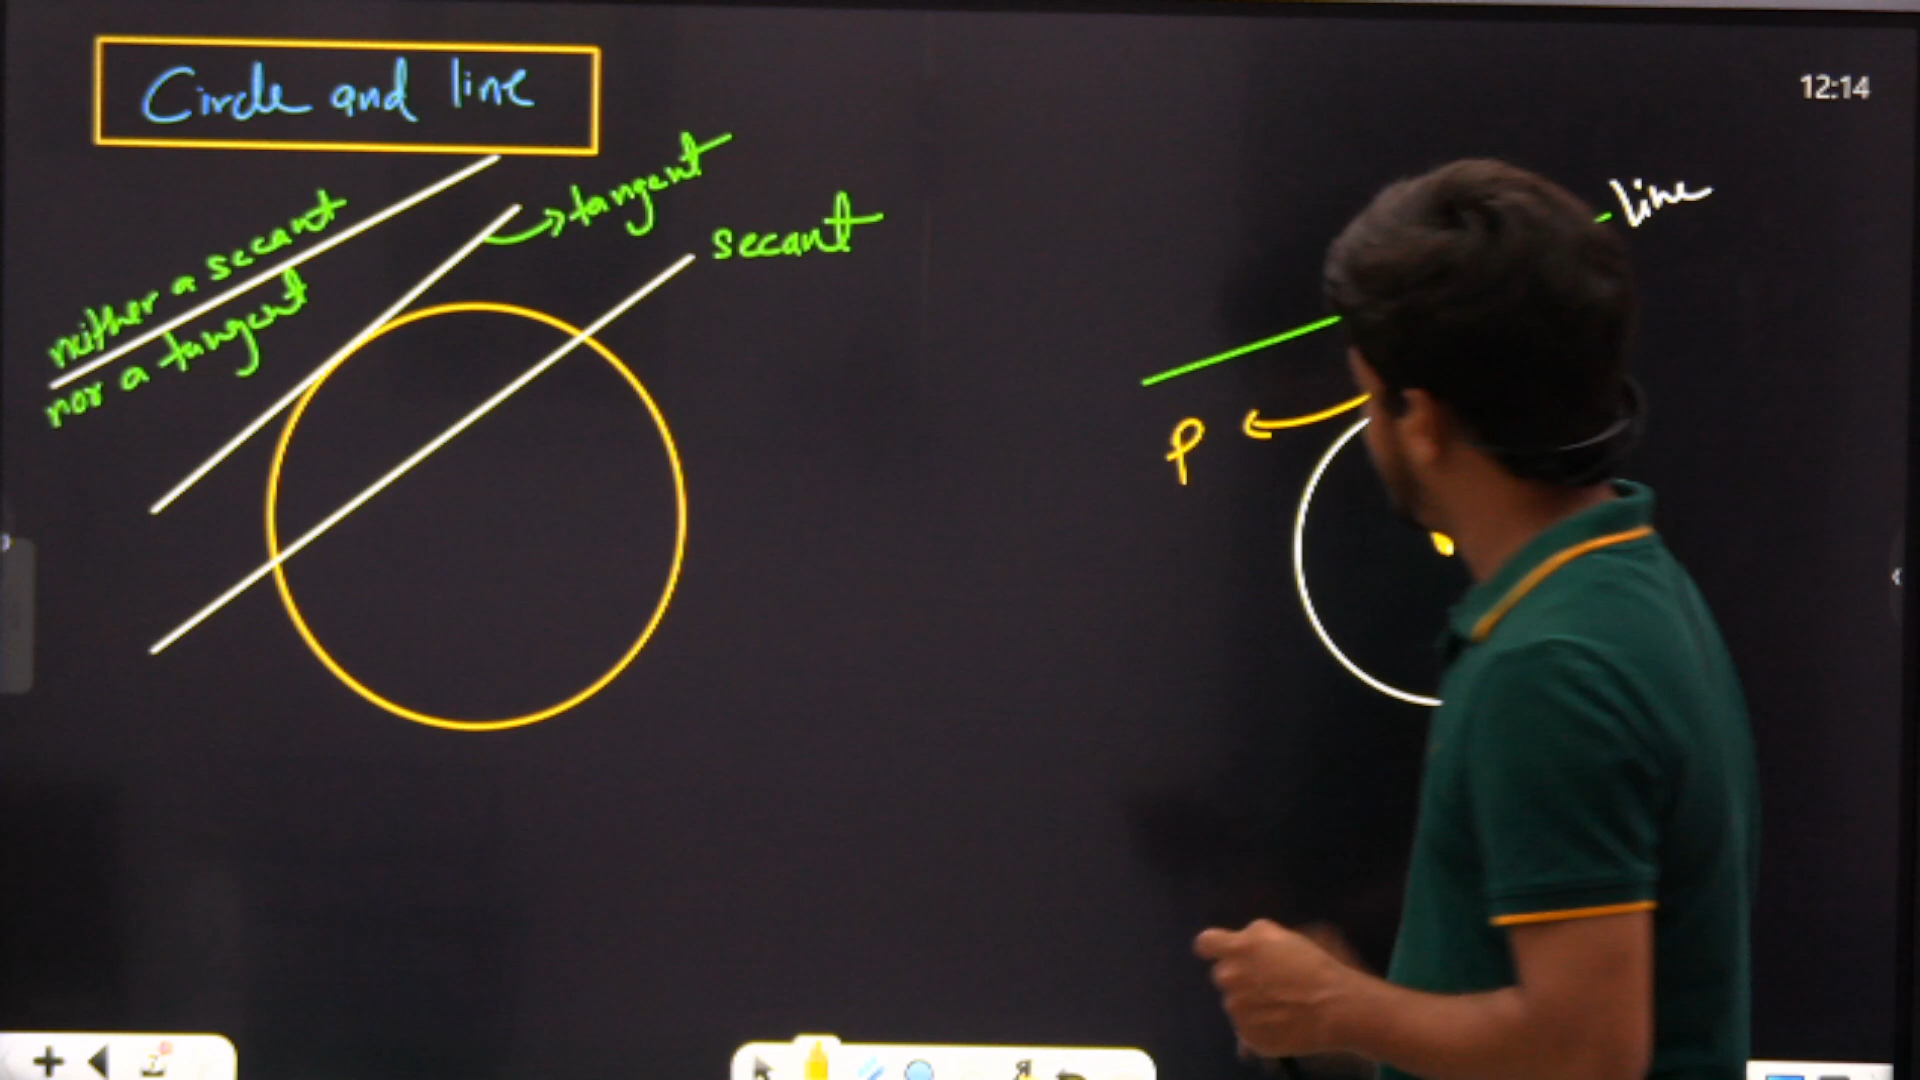 Circle and line
12:14
neither a secant
nor a tangent
tangent
secant
line
P